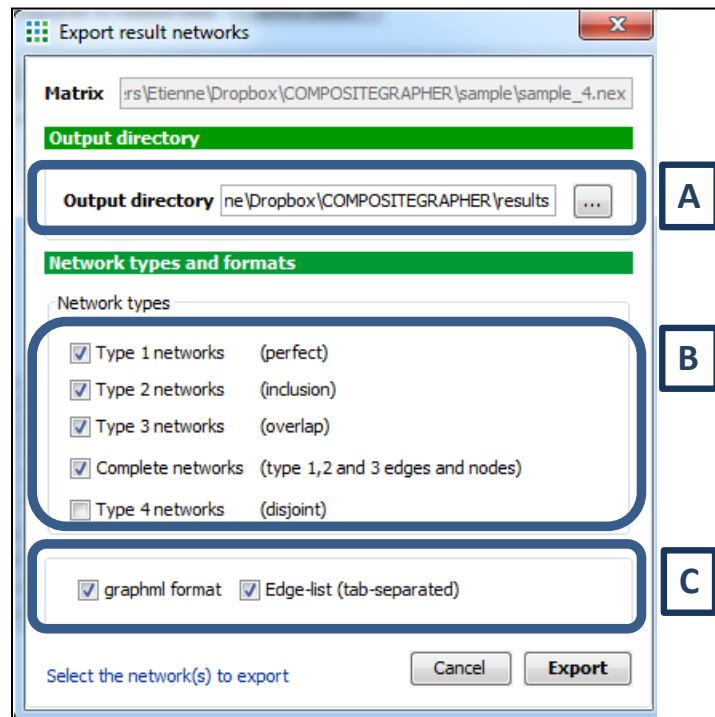 Export result networks
Matrix :rs\Etienne\Dropbox\COMPOSITEGRAPHER\sample\sample_4.nex
Output directory
Output directory ne\Dropbox\COMPOSITEGRAPHER\results ...
A
Network types and formats
Network types
Type 1 networks (perfect)
B
Type 2 networks (inclusion)
Type 3 networks (overlap)
Complete networks (type 1,2 and 3 edges and nodes)
Type 4 networks (disjoint)
graphml format Edge-list (tab-separated)
C
Select the network(s) to export Cancel Export